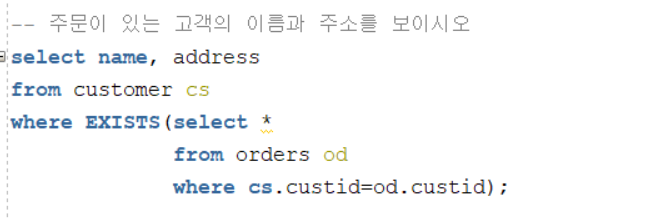 -- 주문이 있는 고객의 이름과 주소를 보이시오
select name, address
from customer cs
where EXISTS(select *
from orders od
where cs.custid=od.custid);